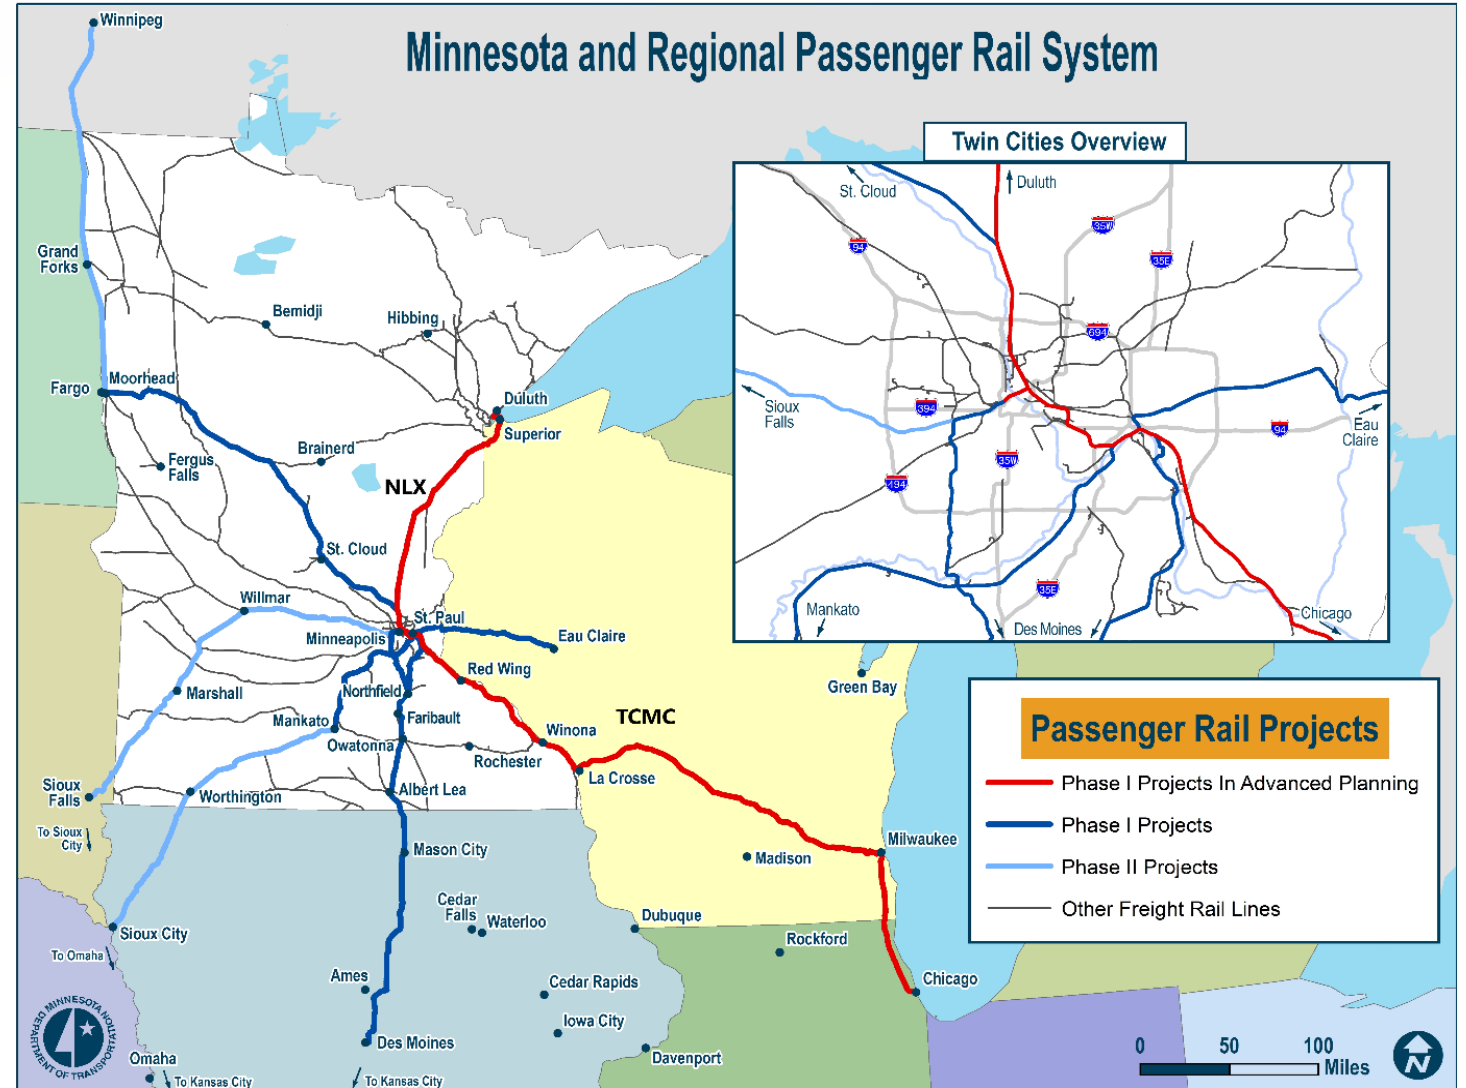 Minnesota and Regional Passenger Rail System
Winnipeg
Twin Cities Overview
St. Cloud
Duluth
94
35W
35E
694
Sioux
Falls
394
94
Eau
Claire
35W
494
35E
Mankato
Des Moines
Chicago
Grand
Forks
Bemidji
Hibbing
Fargo
Moorhead
Duluth
Superior
Brainerd
Fergus
Falls
NLX
St. Cloud
Willmar
St. Paul
Minneapolis
Eau Claire
Red Wing
Green Bay
Marshall
Northfield
Mankato
Faribault
TCMC
Owatonna
Winona
Rochester
La Crosse
Sioux
Falls
Worthington
Albert Lea
To Sioux
City
Mason City
Madison
Milwaukee
Cedar
Falls
Waterloo
Dubuque
Sioux City
Rockford
To Omaha
Ames
Cedar Rapids
Chicago
Iowa City
Des Moines
Davenport
Omaha
To Kansas City
To Kansas City
Passenger Rail Projects
Phase I Projects In Advanced Planning
Phase I Projects
Phase II Projects
Other Freight Rail Lines
MINNESOTA DEPARTMENT OF TRANSPORTATION
0 50 100
Miles
N